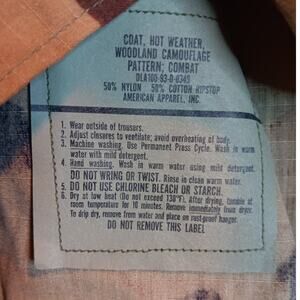 COAT, HOT WEATHER,
WOODLAND CAMOUFLAGE
PATTERN: COMBAT
DLA100-93-D-0349
50% NYLON 50% COTTON RIPSTOP
AMERICAN APPAREL, INC.
1. Wear outside of trousers.
2. Adjust closures to ventilate; avoid overheating of body.
3. Machine washing. Use Permanent Press Cycle. Wash in warm
water with mild detergent.
4. Hand washing. Wash in warm water using mild detergent.
DO NOT WRING OR TWIST. Rinse in clean warm water.
5. DO NOT USE CHLORINE BLEACH OR STARCH.
6. Dry at low heat (Do not exceed 130°F). After drying, tumble at
room temperature for 10 minutes. Remove immediately from dryer.
To drip dry, remove from water and place on rust-proof hanger.
DO NOT REMOVE THIS LABEL